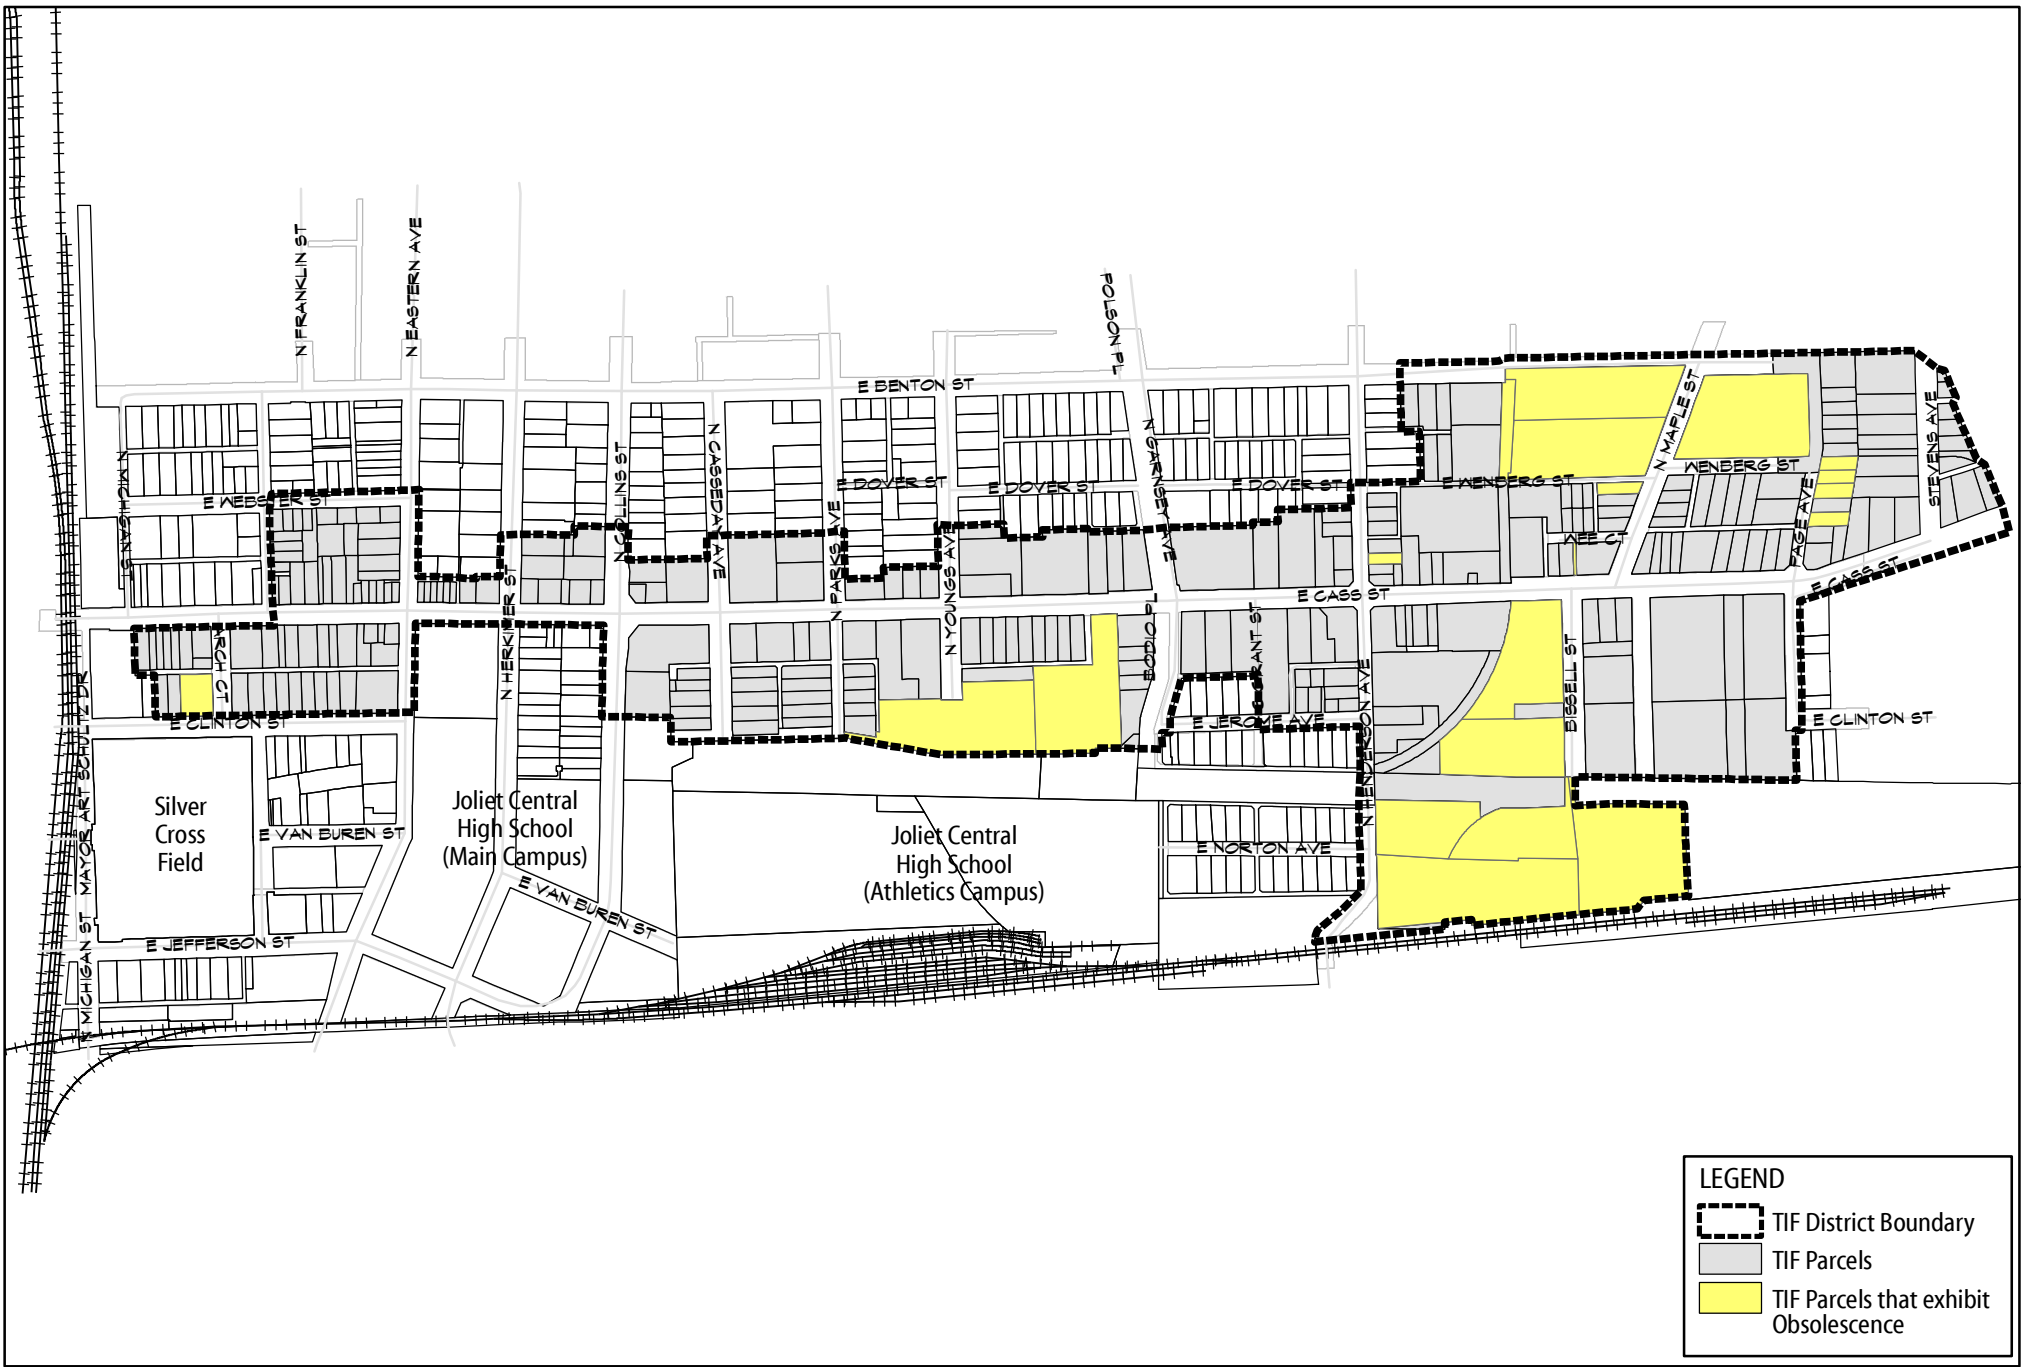 N FRANKLIN ST
N EASTERN AVE
POLSON PL
E BENTON ST
N MAPLE ST
STEVENS AVE
N COLLINS ST
N CASSEDAY AVE
N GARNSEY AVE
E WEBSTER ST
E DOVER ST
E DOVER ST
E DOVER ST
E WENBERG ST
WENBERG ST
N PARKS AVE
N YOUNGS AVE
PAGE AVE
WEE CT
E CASS ST
E CASS ST
N HERKIMER ST
ARCH CT
BODIO PL
GRANT ST
N HENDERSON AVE
BISSELL ST
E CLINTON ST
E JEROME AVE
E CLINTON ST
N MICHIGAN ST MAYOR ART SCHULTZ DR
Silver
Cross
Field
Joliet Central
High School
(Main Campus)
Joliet Central
High School
(Athletics Campus)
E VAN BUREN ST
E VAN BUREN ST
E NORTON AVE
E JEFFERSON ST
LEGEND
TIF District Boundary
TIF Parcels
TIF Parcels that exhibit
Obsolescence